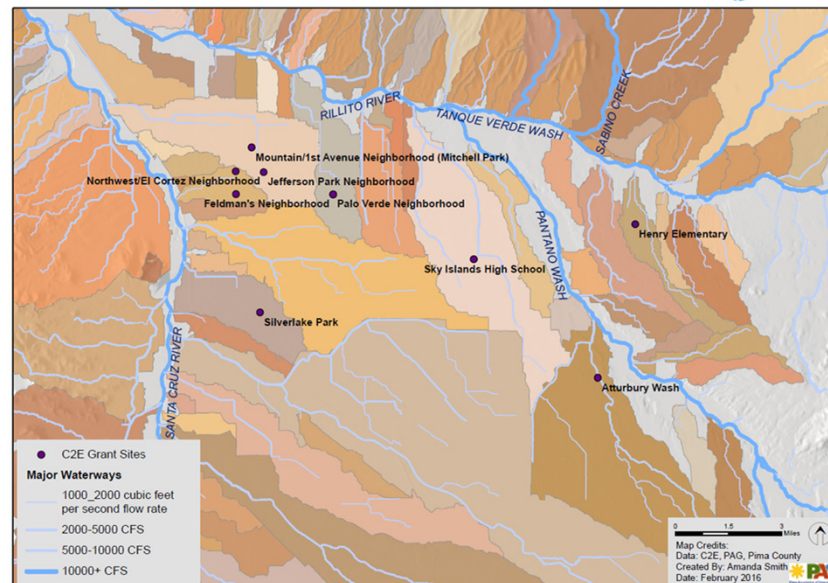 RILLITO RIVER
TANQUE VERDE WASH
SABINO CREEK
Mountain/1st Avenue Neighborhood (Mitchell Park)
Northwest/El Cortez Neighborhood
Jefferson Park Neighborhood
Feldman's Neighborhood
Palo Verde Neighborhood
PANTANO WASH
Henry Elementary
Sky Islands High School
Silverlake Park
SANTA CRUZ RIVER
Atturbury Wash
C2E Grant Sites
Major Waterways
1000_2000 cubic feet
per second flow rate
2000-5000 CFS
5000-10000 CFS
10000+ CFS
0 1.5 3
Miles
Map Credits:
Data: C2E, PAG, Pima County
Created By: Amanda Smith
Date: February 2016